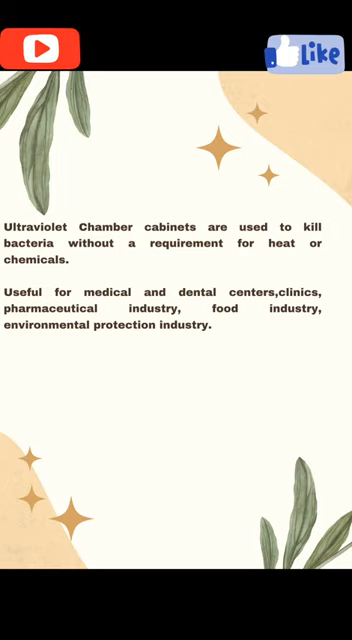 Like
Ultraviolet Chamber cabinets are used to kill
bacteria without a requirement for heat or
chemicals.
Useful for medical and dental centers,clinics,
pharmaceutical industry, food industry,
environmental protection industry.